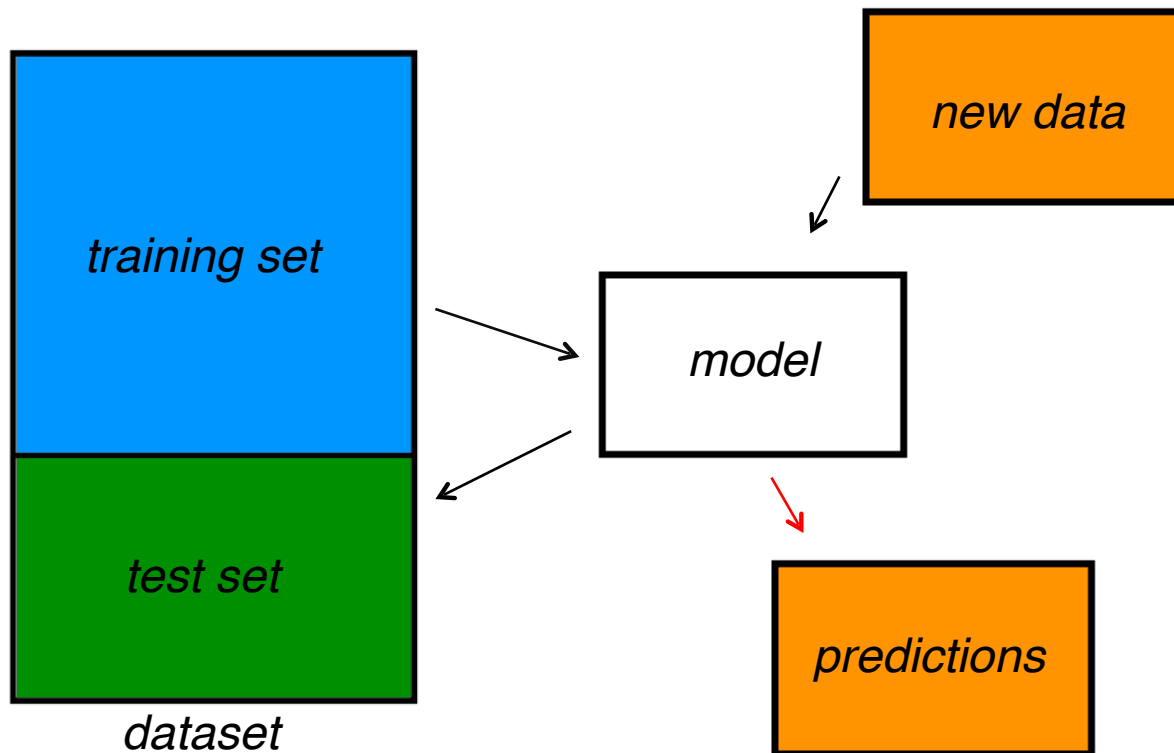 new data
training set
model
test set
predictions
dataset